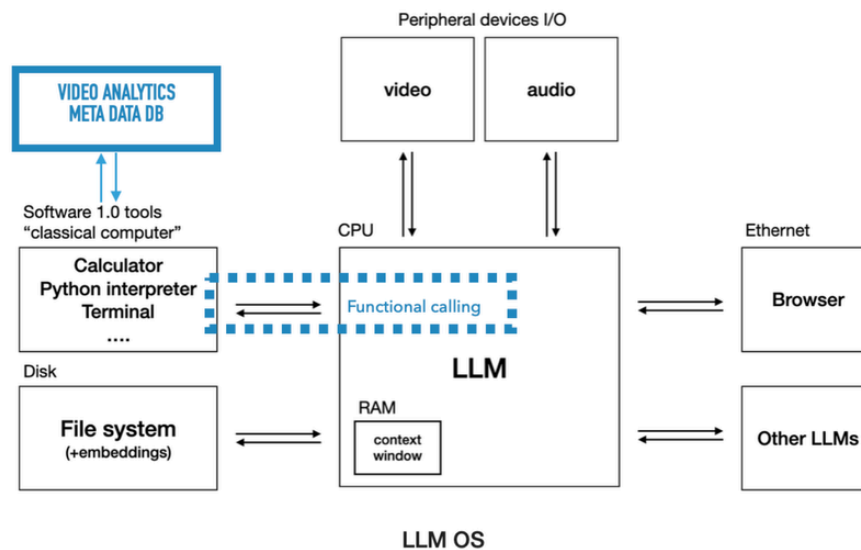 Peripheral devices I/O
VIDEO ANALYTICS
META DATA DB
video
audio
Software 1.0 tools
“classical computer”
CPU
Ethernet
Calculator
Python interpreter
Terminal
....
Functional calling
Browser
LLM
Disk
File system
(+embeddings)
RAM
context
window
Other LLMs
LLM OS